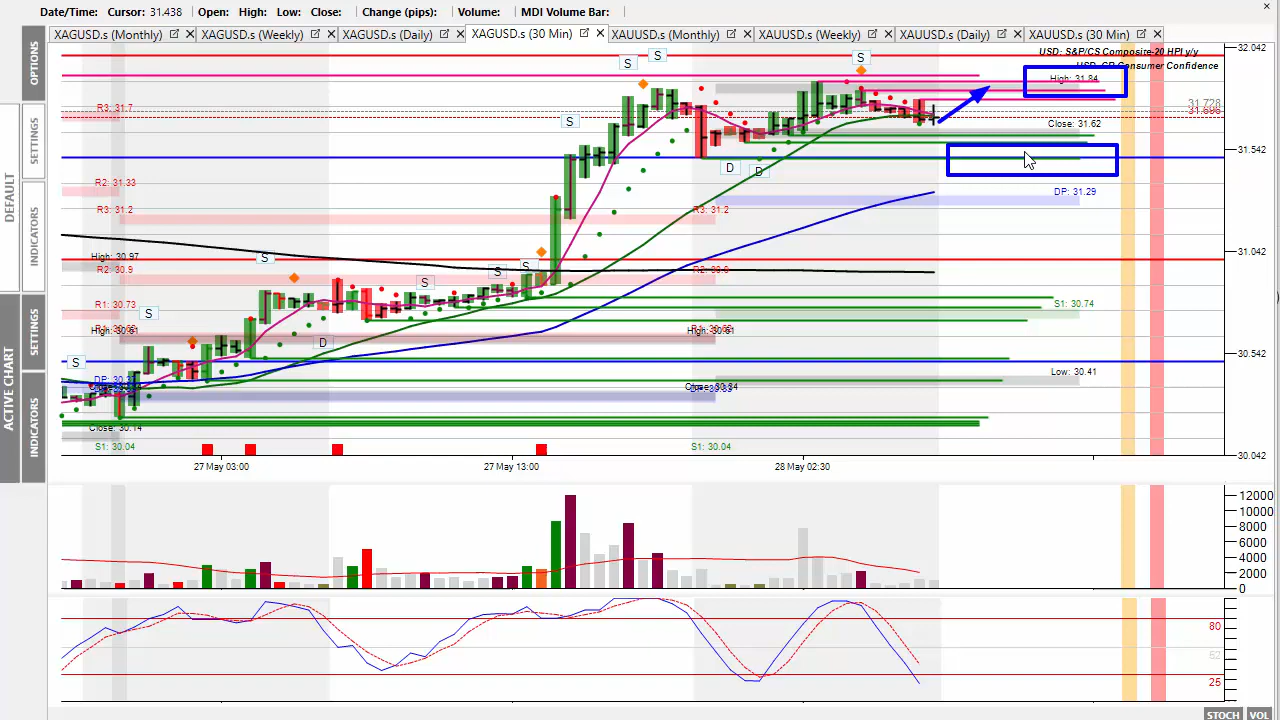 Date/Time: Cursor: 31.438 Open: High: Low: Close: Change (pips): Volume: MDI Volume Bar:
XAGUSD.s (Monthly) XAGUSD.s (Weekly) XAGUSD.s (Daily) XAGUSD.s (30 Min) XAUUSD.s (Monthly) XAUUSD.s (Weekly) XAUUSD.s (Daily) XAUUSD.s (30 Min)
OPTIONS
SETTINGS
INDICATORS
DEFAULT
SETTINGS
INDICATORS
ACTIVE CHART
USD: S&P/CS Composite-20 HPI y/y
USD: CB Consumer Confidence
32.042
S
S
S
High: 31.84
R3: 31.7
31.728
S
Close: 31.62
31.542
D
D
R2: 31.33
DP: 31.29
R3: 31.2
R3: 31.2
31.042
High: 30.97
S
S
S
R2: 30.9
S
R1: 30.73
S
S1: 30.74
D
High: 30.61
S
Low: 30.41
30.542
Close: 30.14
S1: 30.04
S1: 30.04
30.042
27 May 03:00
27 May 13:00
28 May 02:30
12000
10000
8000
6000
4000
2000
0
80
52
25
STOCH VOL